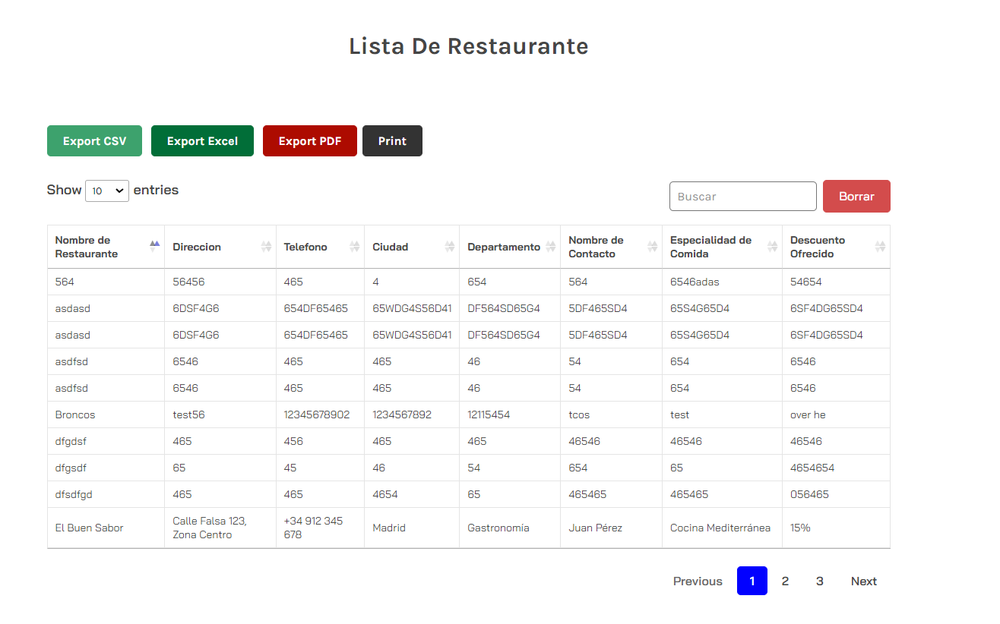 Lista De Restaurante
Export CSV Export Excel Export PDF Print
Show 10 entries Buscar Borrar
Nombre de Restaurante Direccion Telefono Ciudad Departamento Nombre de Contacto Especialidad de Comida Descuento Ofrecido
564 56456 465 4 654 564 6546adas 54654
asdasd 6DSF4G6 654DF65465 65WDG4S56D41 DF564SD65G4 5DF465SD4 65S4G65D4 6SF4DG65SD4
asdasd 6DSF4G6 654DF65465 65WDG4S56D41 DF564SD65G4 5DF465SD4 65S4G65D4 6SF4DG65SD4
asdfsd 6546 465 465 46 54 654 6546
asdfsd 6546 465 465 46 54 654 6546
Broncos test56 12345678902 1234567892 12115454 tcos test over he
dfgdsf 465 456 465 465 46546 46546 46546
dfgsdf 65 45 46 54 654 65 4654654
dfsdfgd 465 465 4654 65 465465 465465 056465
El Buen Sabor Calle Falsa 123, Zona Centro +34 912 345 678 Madrid Gastronomía Juan Pérez Cocina Mediterránea 15%
Previous 1 2 3 Next